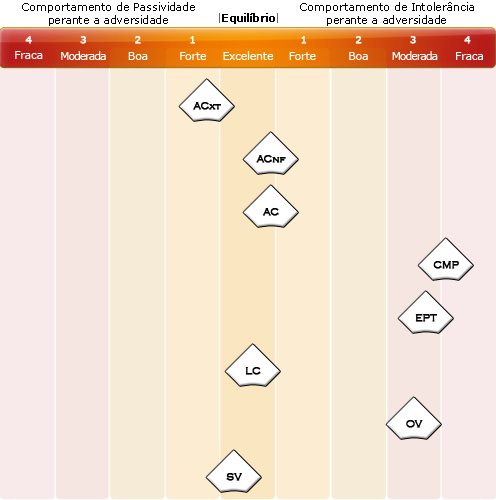 Comportamento de Passividade
perante a adversidade
|Equilíbrio|
Comportamento de Intolerância
perante a adversidade
4 3 2 1 1 2 3 4
Fraca Moderada Boa Forte Excelente Forte Boa Moderada Fraca
ACXT
ACNF
AC
CMP
EPT
LC
OV
SV